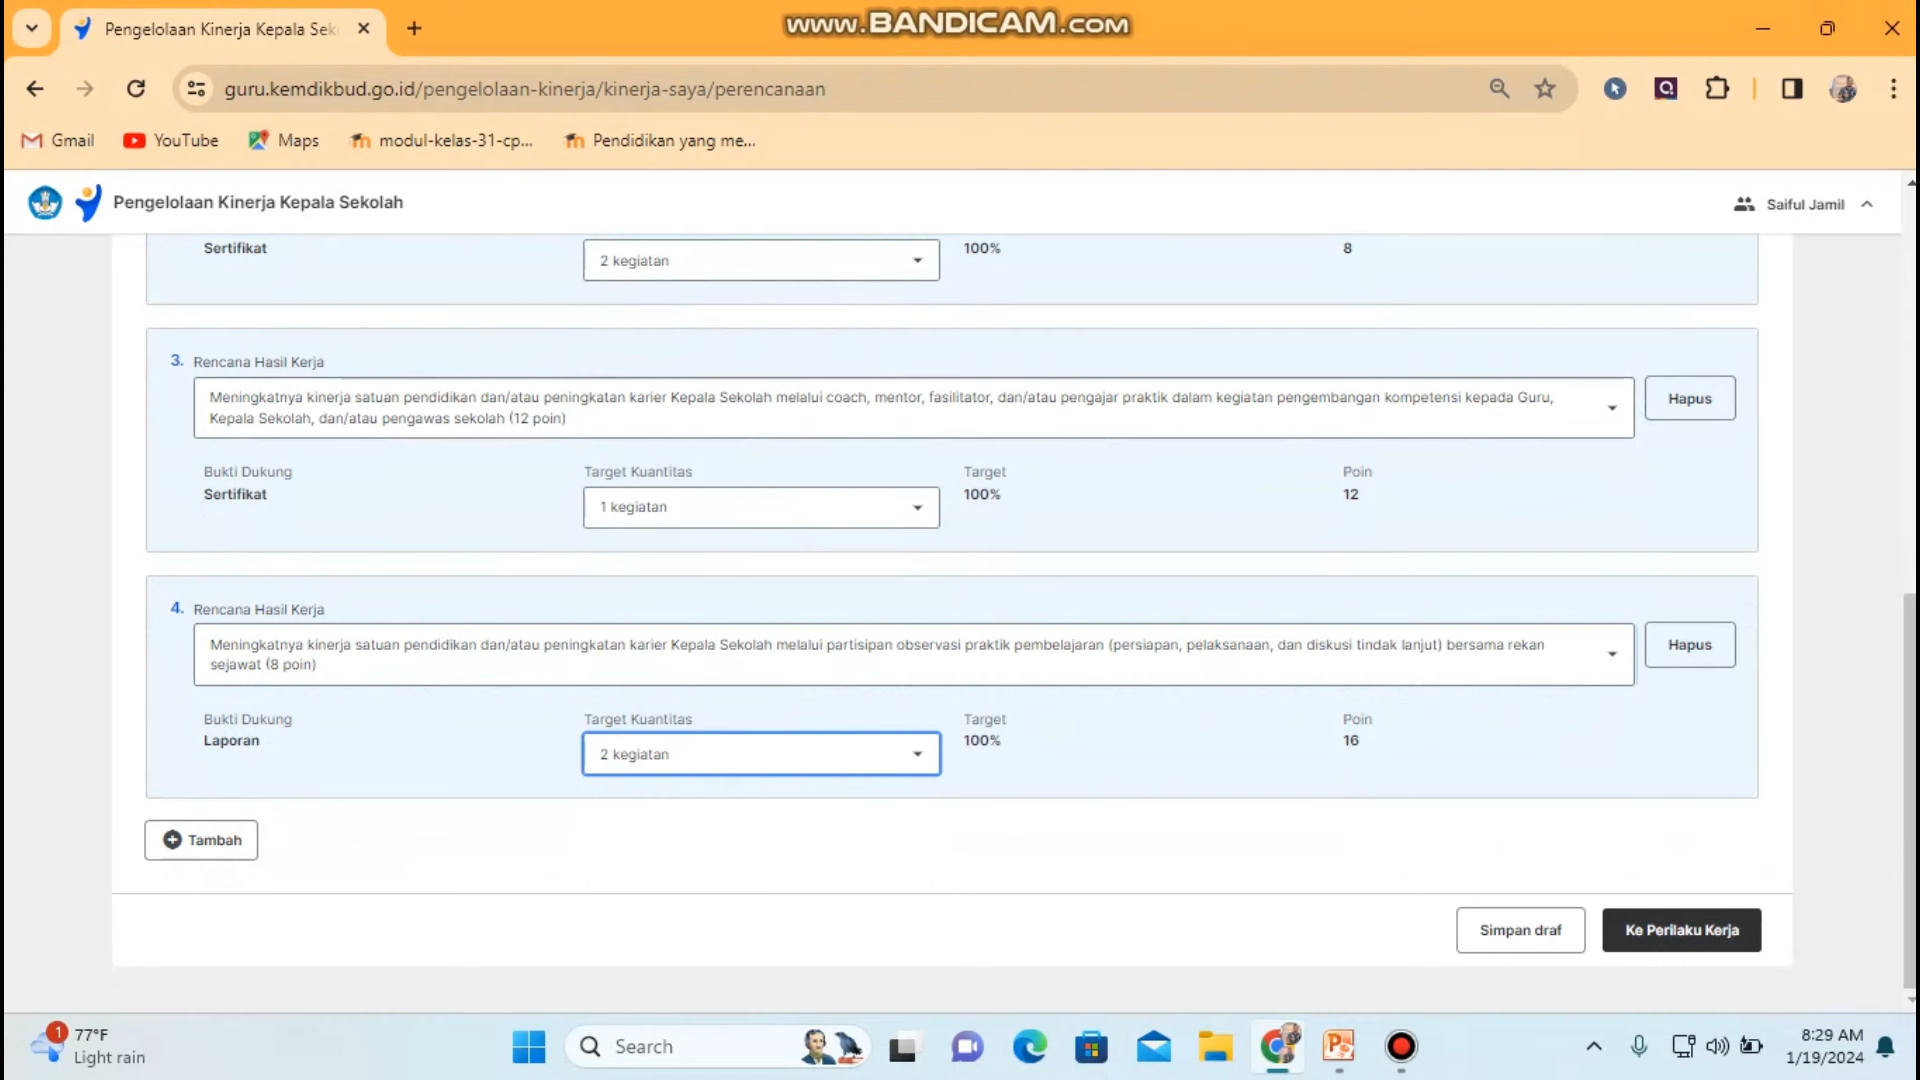 www.BANDICAM.com
Pengelolaan Kinerja Kepala Sek
guru.kemdikbud.go.id/pengelolaan-kinerja/kinerja-saya/perencanaan
Gmail YouTube Maps modul-kelas-31-cp... Pendidikan yang me...
Pengelolaan Kinerja Kepala Sekolah
Saiful Jamil
Sertifikat 2 kegiatan 100% 8
3. Rencana Hasil Kerja
Meningkatnya kinerja satuan pendidikan dan/atau peningkatan karier Kepala Sekolah melalui coach, mentor, fasilitator, dan/atau pengajar praktik dalam kegiatan pengembangan kompetensi kepada Guru,
Kepala Sekolah, dan/atau pengawas sekolah (12 poin)
Hapus
Bukti Dukung Target Kuantitas Target Poin
Sertifikat 1 kegiatan 100% 12
4. Rencana Hasil Kerja
Meningkatnya kinerja satuan pendidikan dan/atau peningkatan karier Kepala Sekolah melalui partisipan observasi praktik pembelajaran (persiapan, pelaksanaan, dan diskusi tindak lanjut) bersama rekan
sejawat (8 poin)
Hapus
Bukti Dukung Target Kuantitas Target Poin
Laporan 2 kegiatan 100% 16
Tambah
Simpan draf Ke Perilaku Kerja
1 77°F
Light rain
Search
8:29 AM
1/19/2024